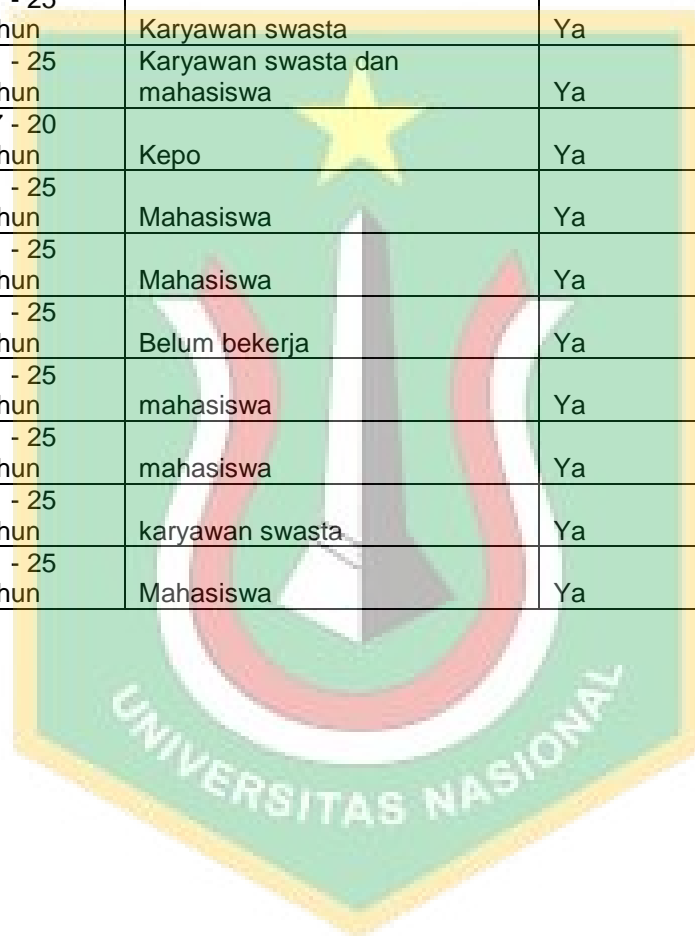 - 25
hun Karyawan swasta Ya
- 25 Karyawan swasta dan
hun mahasiswa Ya
- 20
hun Kepo Ya
- 25
hun Mahasiswa Ya
- 25
hun Mahasiswa Ya
- 25
hun Belum bekerja Ya
- 25
hun mahasiswa Ya
- 25
hun mahasiswa Ya
- 25
hun karyawan swasta Ya
- 25
hun Mahasiswa Ya
UNIVERSITAS NASIONAL